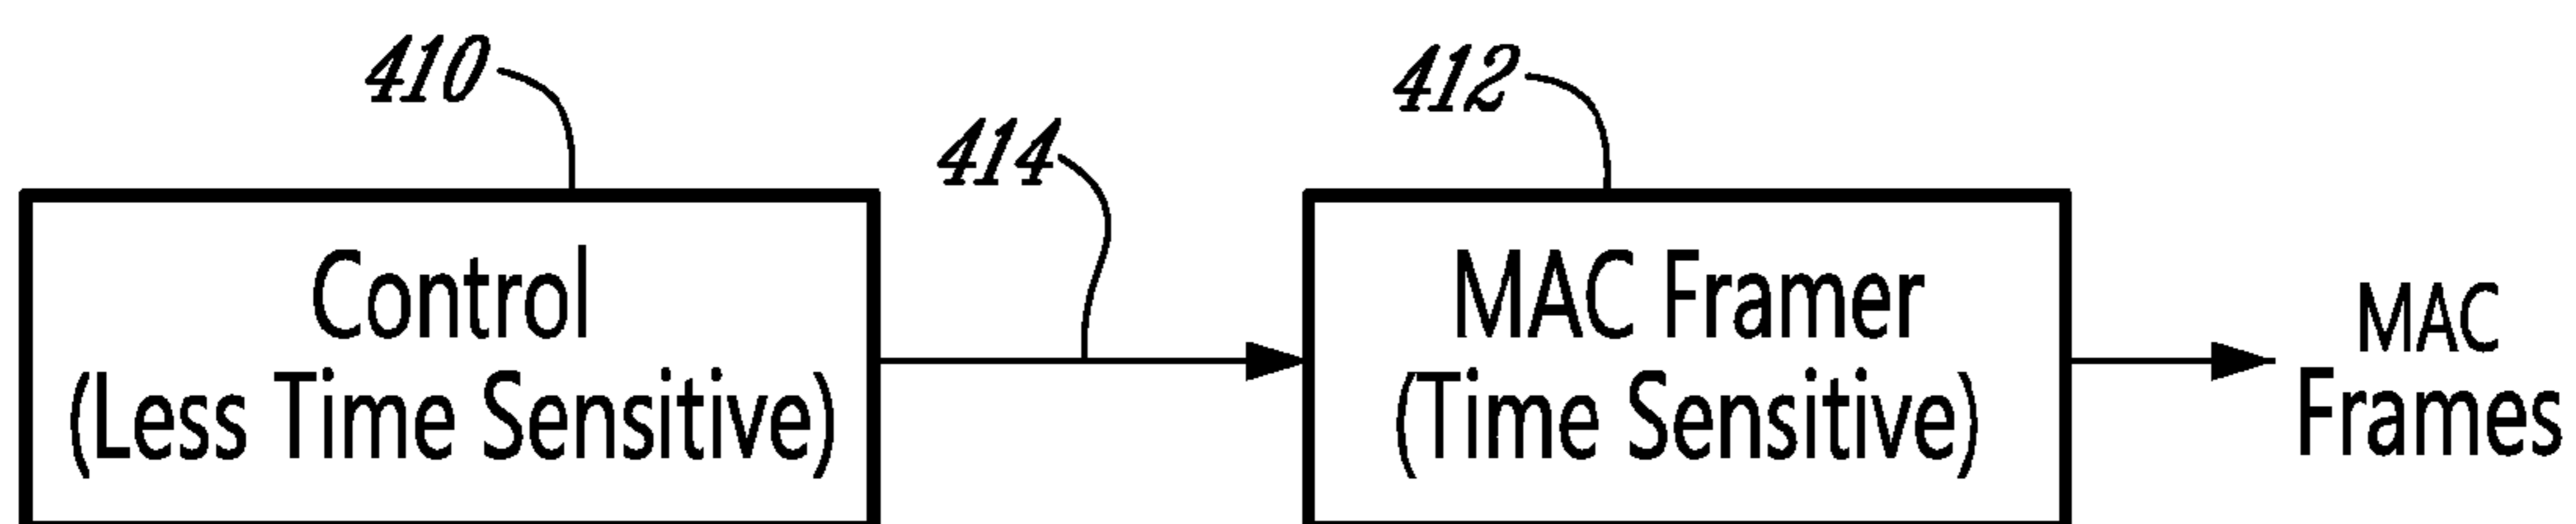 410
412
414
Control
(Less Time Sensitive)
MAC Framer
(Time Sensitive)
MAC
Frames